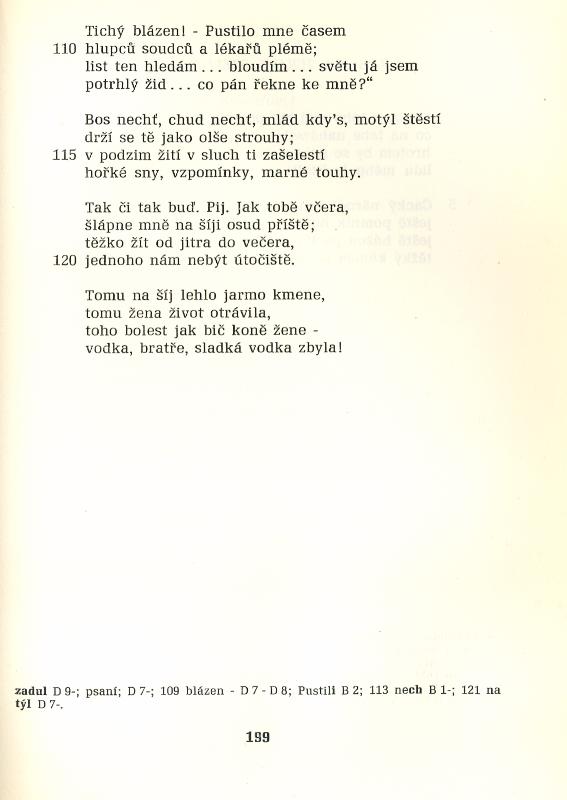 Tichý blázen! - Pustilo mne časem
110 hlupců soudců a lékařů plémě;
list ten hledám... bloudím... světu já jsem
potrhlý žid... co pán řekne ke mně?“
Bos nechť, chud nechť, mlád kdy's, motýl štěstí
drží se tě jako olše strouhy;
115 v podzim žití v sluch ti zašelestí
hořké sny, vzpomínky, marné touhy.
Tak či tak buď. Pij. Jak tobě včera,
šlápne mně na šíji osud příště;
těžko žít od jitra do večera,
120 jednoho nám nebýt útočiště.
Tomu na šíj lehlo jarmo kmene,
tomu žena život otrávila,
toho bolest jak bič koně žene -
vodka, bratře, sladká vodka zbyla!
zadul D 9-; psaní; D 7-; 109 blázen - D 7 - D 8; Pustili B 2; 113 nech B 1-; 121 na
týl D 7-.
199